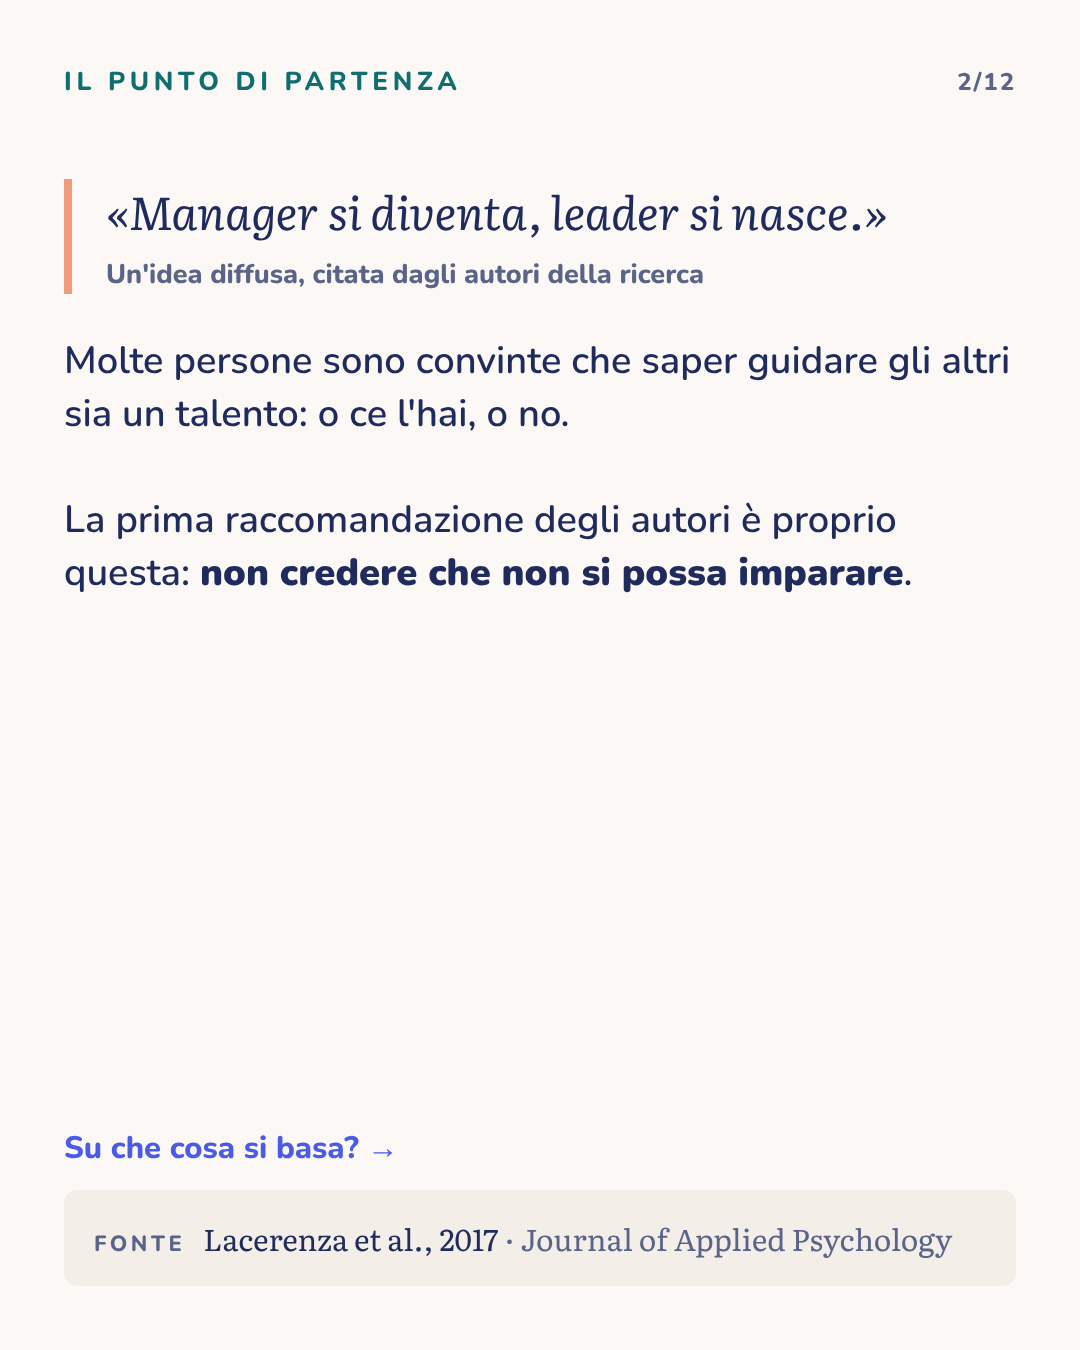 IL PUNTO DI PARTENZA
2/12
«Manager si diventa, leader si nasce.»
Un'idea diffusa, citata dagli autori della ricerca
Molte persone sono convinte che saper guidare gli altri
sia un talento: o ce l'hai, o no.
La prima raccomandazione degli autori è proprio
questa: non credere che non si possa imparare.
Su che cosa si basa? →
FONTE Lacerenza et al., 2017 · Journal of Applied Psychology